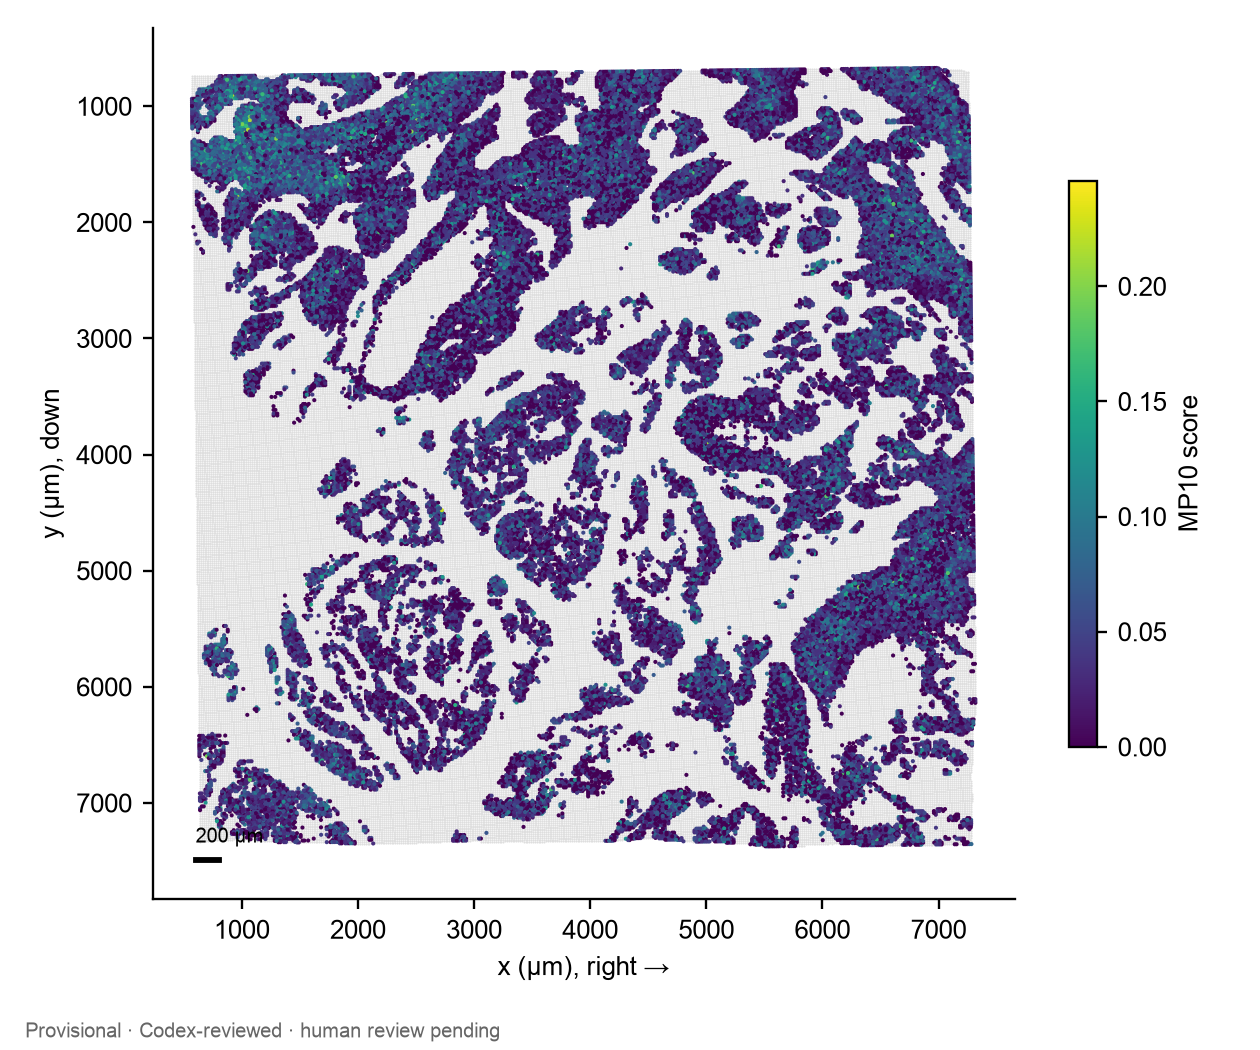 1000
2000
3000
4000
5000
6000
7000
y (µm), down
200 µm
1000 2000 3000 4000 5000 6000 7000
x (µm), right →
0.20
0.15
0.10
0.05
0.00
MP10 score
Provisional · Codex-reviewed · human review pending